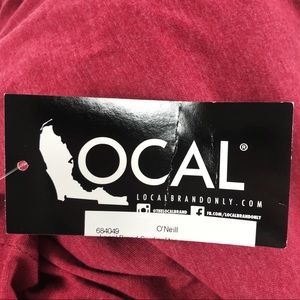 LOCAL®
LOCALBRANDONLY.COM
@THELOCALBRAND FB.COM/LOCALBRANDONLY
684049 O'Neill